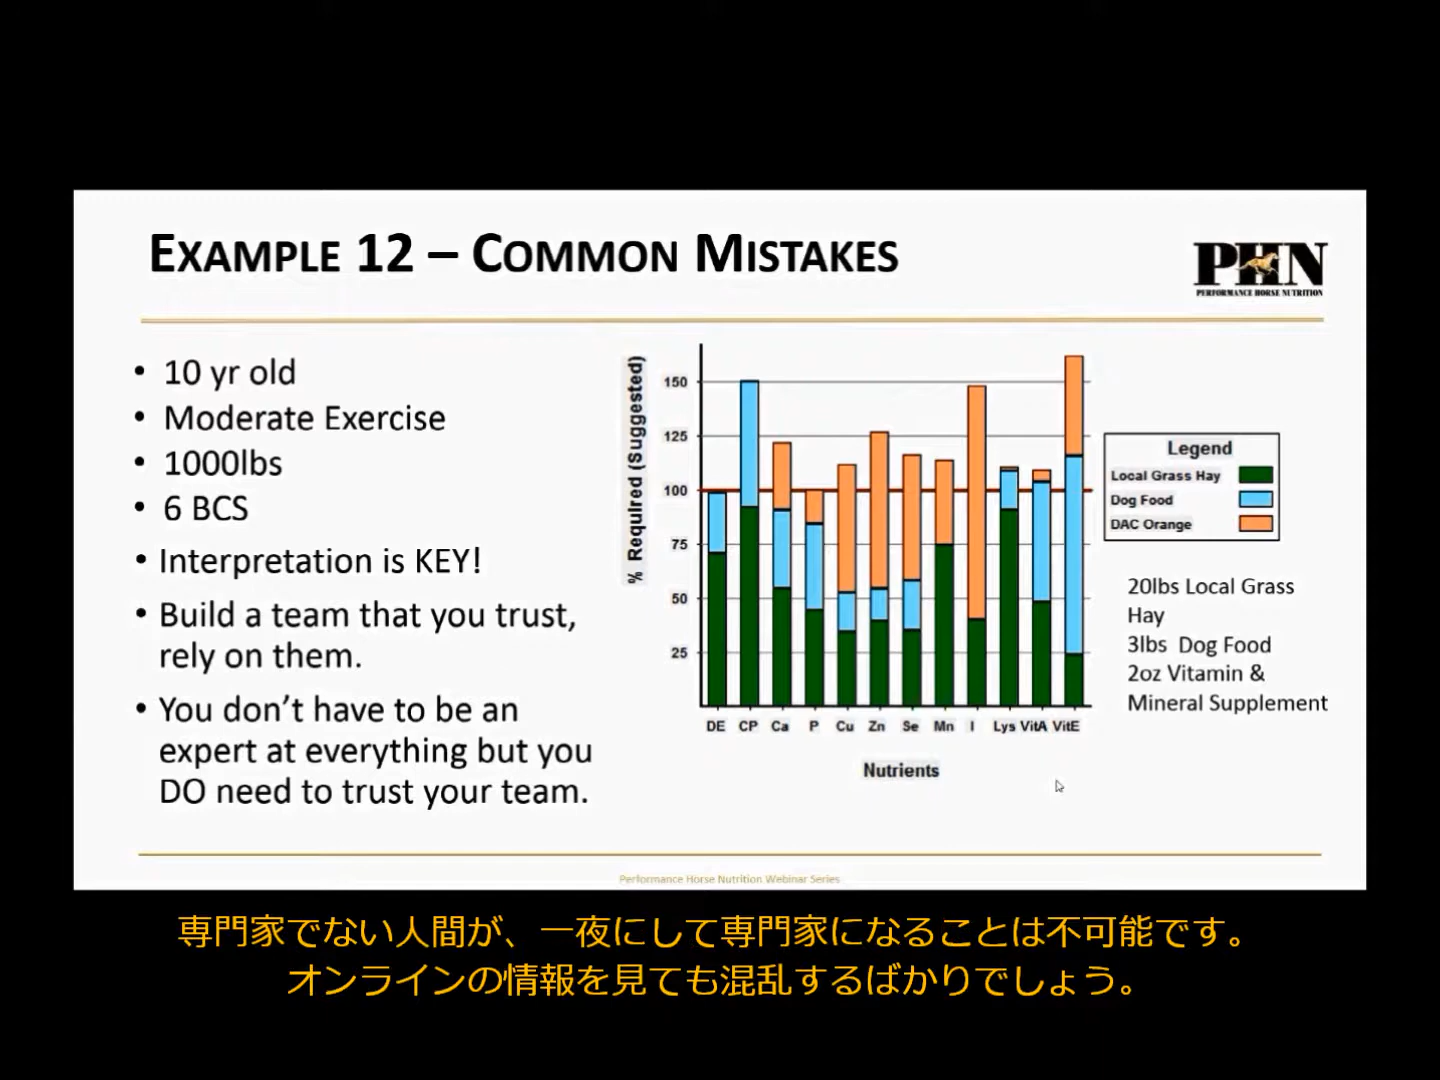 EXAMPLE 12 – COMMON MISTAKES
PHN
PERFORMANCE HORSE NUTRITION
• 10 yr old
• Moderate Exercise
• 1000lbs
• 6 BCS
• Interpretation is KEY!
• Build a team that you trust,
rely on them.
• You don't have to be an
expert at everything but you
DO need to trust your team.
% Required (Suggested)
150
125
100
75
50
25
DE CP Ca P Cu Zn Se Mn I Lys VitA VitE
Nutrients
Legend
Local Grass Hay
Dog Food
DAC Orange
20lbs Local Grass
Hay
3lbs Dog Food
2oz Vitamin &
Mineral Supplement
Performance Horse Nutrition Webinar Series
専門家でない人間が、一夜にして専門家になることは不可能です。
オンラインの情報を見ても混乱するばかりでしょう。